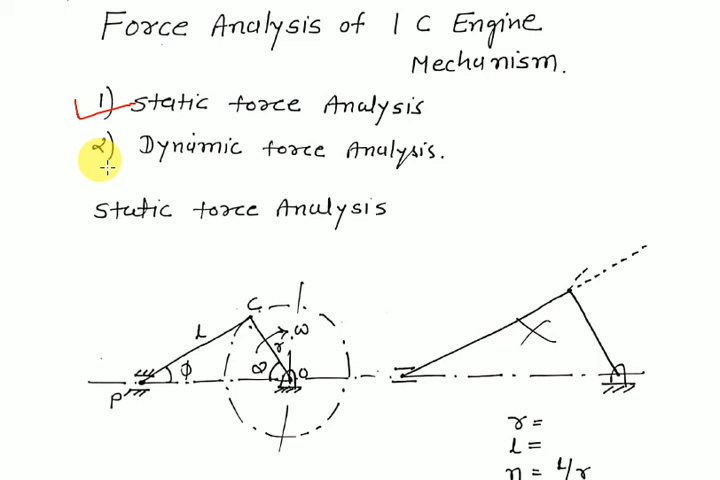 Force Analysis of I C Engine
Mechanism.
1) Static force Analysis
2) Dynamic force Analysis.
Static force Analysis
C
L
ω
r
ϕ
θ
O
P
r =
L =
n = L/r